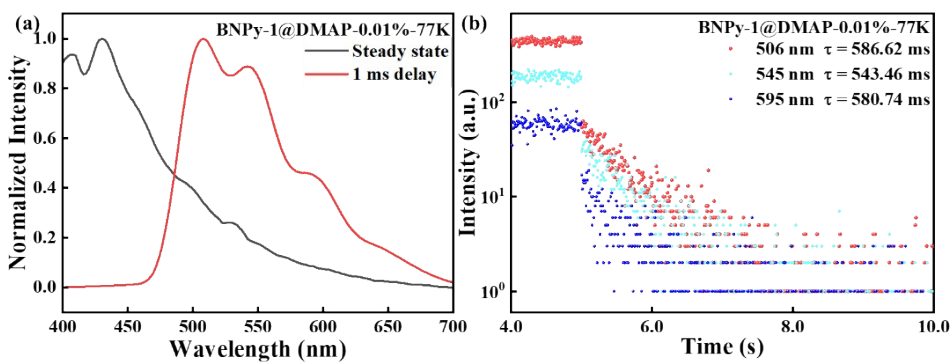 (a)
BNPy-1@DMAP-0.01%-77K
Steady state
1 ms delay
Normalized Intensity
1.0
0.8
0.6
0.4
0.2
0.0
400 450 500 550 600 650 700
Wavelength (nm)
(b)
BNPy-1@DMAP-0.01%-77K
506 nm τ = 586.62 ms
545 nm τ = 543.46 ms
595 nm τ = 580.74 ms
Intensity (a.u.)
10²
10¹
10⁰
4.0 6.0 8.0 10.0
Time (s)